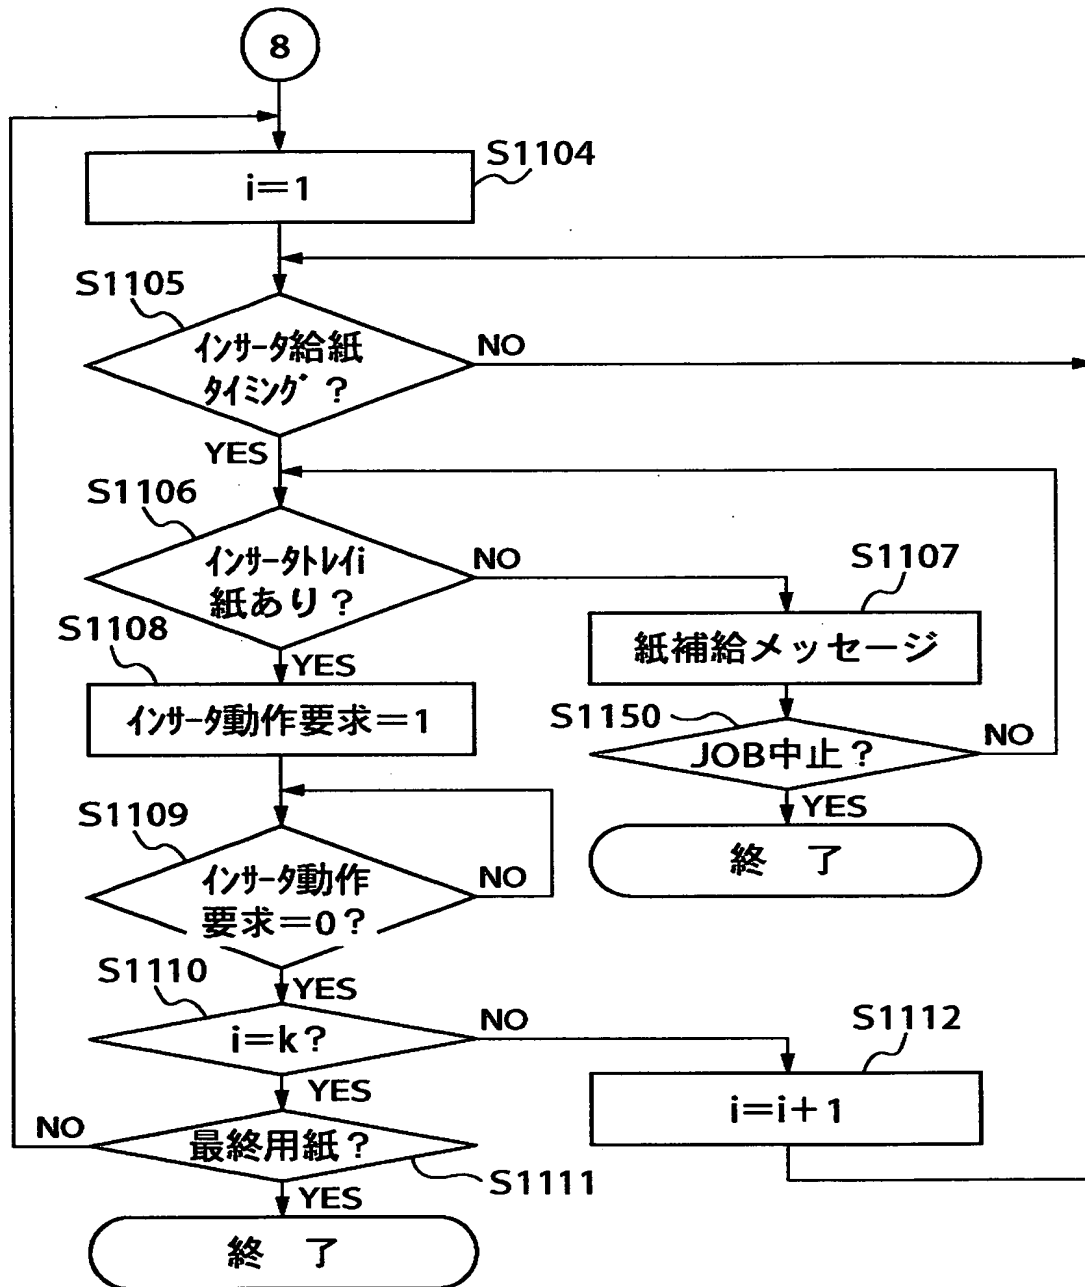 8
S1104
i＝1
S1105
インサータ給紙
タイミング？
NO
YES
S1106
インサータトレイi
紙あり？
NO
S1107
紙補給メッセージ
S1108
YES
インサータ動作要求＝1
S1150
JOB中止？
NO
YES
終　了
S1109
インサータ動作
要求＝0？
NO
YES
S1110
i＝k？
NO
S1112
i＝i＋1
YES
最終用紙？
NO
S1111
YES
終　了